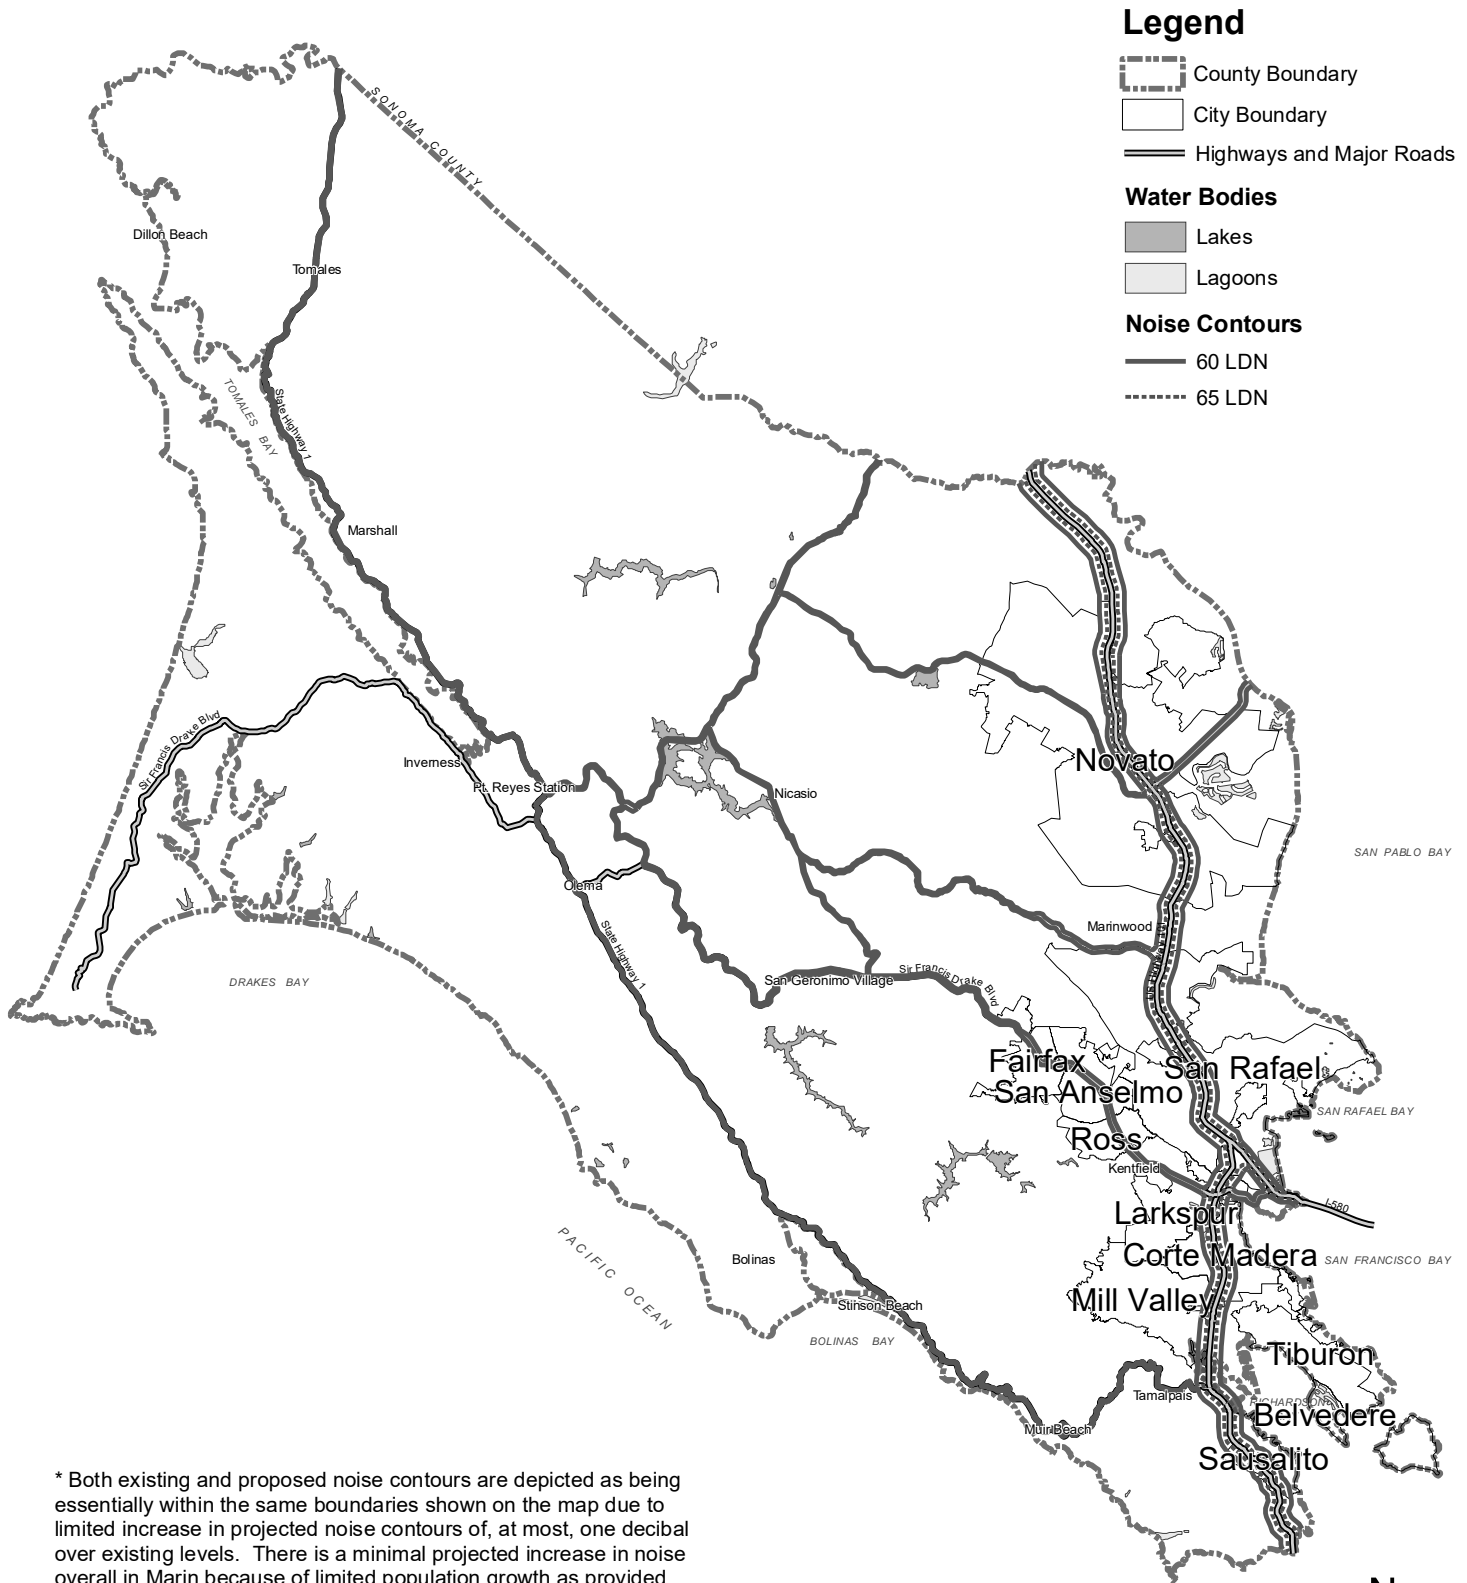 Legend
County Boundary
City Boundary
Highways and Major Roads
Water Bodies
Lakes
Lagoons
Noise Contours
60 LDN
65 LDN
SONOMA COUNTY
Dillon Beach
Tomales
TOMALES BAY
State Highway 1
Marshall
Sir Francis Drake Blvd
Inverness
Pt. Reyes Station
Nicasio
Novato
SAN PABLO BAY
Olema
State Highway 1
Marinwood
DRAKES BAY
San Geronimo Village
Sir Francis Drake Blvd
Fairfax
San Rafael
San Anselmo
SAN RAFAEL BAY
Ross
Kentfield
I-580
Larkspur
PACIFIC OCEAN
Bolinas
Corte Madera
SAN FRANCISCO BAY
Mill Valley
Stinson Beach
BOLINAS BAY
Tiburon
Tamalpais
RICHARDSON
Belvedere
Muir Beach
Sausalito
* Both existing and proposed noise contours are depicted as being
essentially within the same boundaries shown on the map due to
limited increase in projected noise contours of, at most, one decibal
over existing levels. There is a minimal projected increase in noise
overall in Marin because of limited population growth as provided